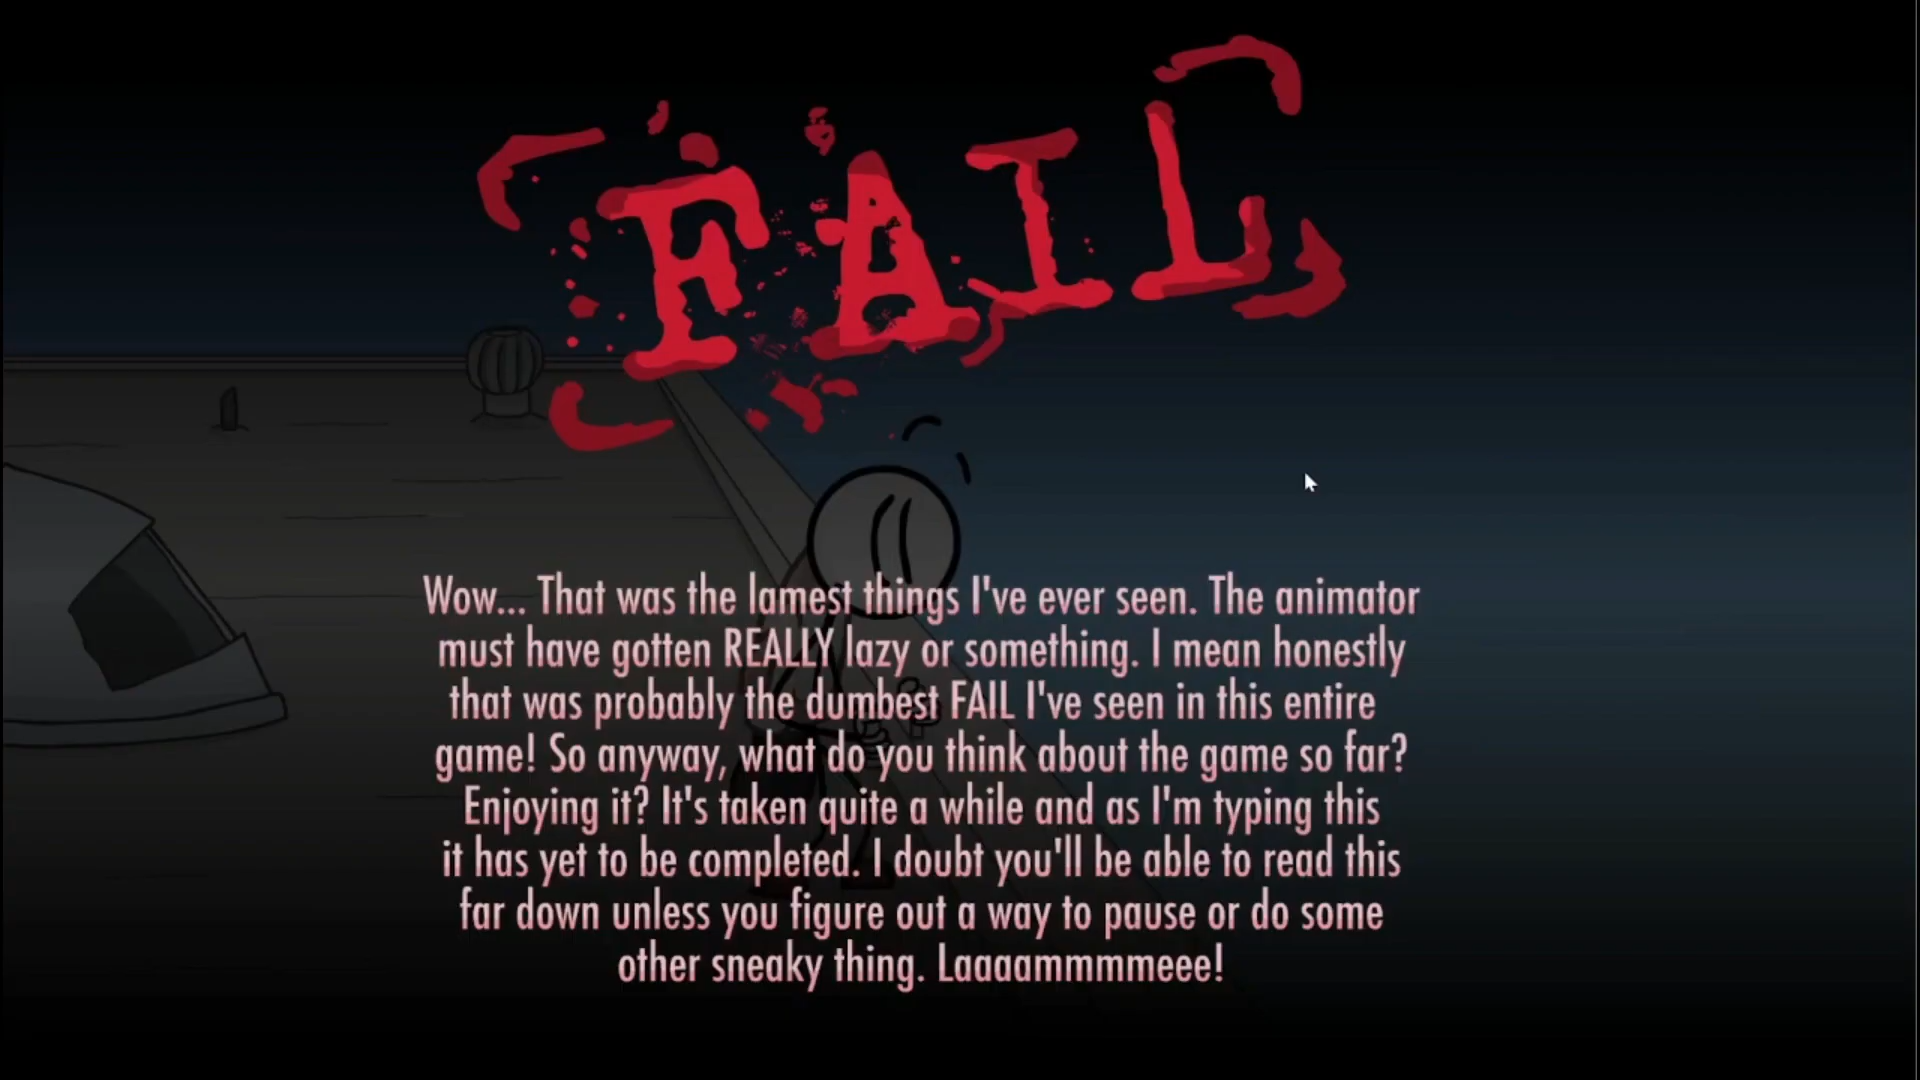 FAIL
Wow... That was the lamest things I've ever seen. The animator
must have gotten REALLY lazy or something. I mean honestly
that was probably the dumbest FAIL I've seen in this entire
game! So anyway, what do you think about the game so far?
Enjoying it? It's taken quite a while and as I'm typing this
it has yet to be completed. I doubt you'll be able to read this
far down unless you figure out a way to pause or do some
other sneaky thing. Laaaammmmeee!